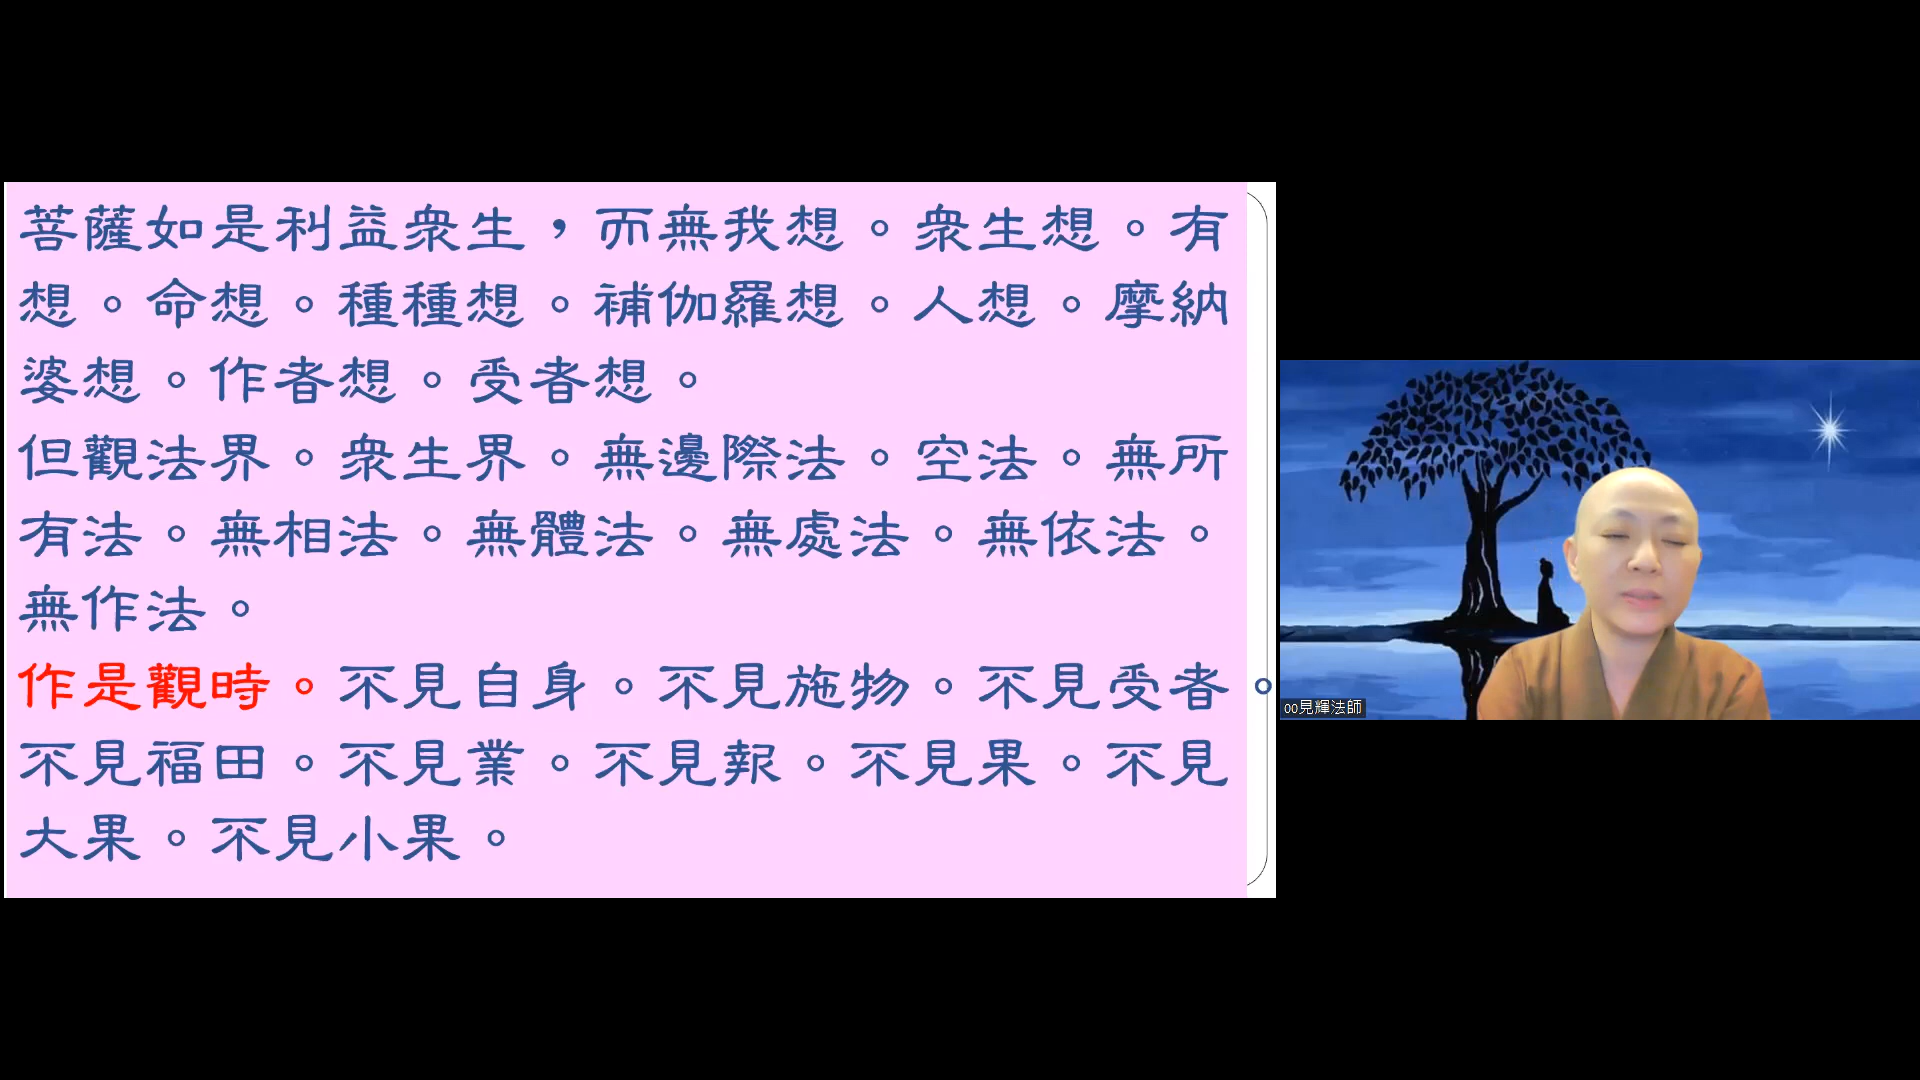 菩薩如是利益眾生，而無我想。眾生想。有
想。命想。種種想。補伽羅想。人想。摩納
婆想。作者想。受者想。
但觀法界。眾生界。無邊際法。空法。無所
有法。無相法。無體法。無處法。無依法。
無作法。
作是觀時。不見自身。不見施物。不見受者。
不見福田。不見業。不見報。不見果。不見
大果。不見小果。
oo見輝法師